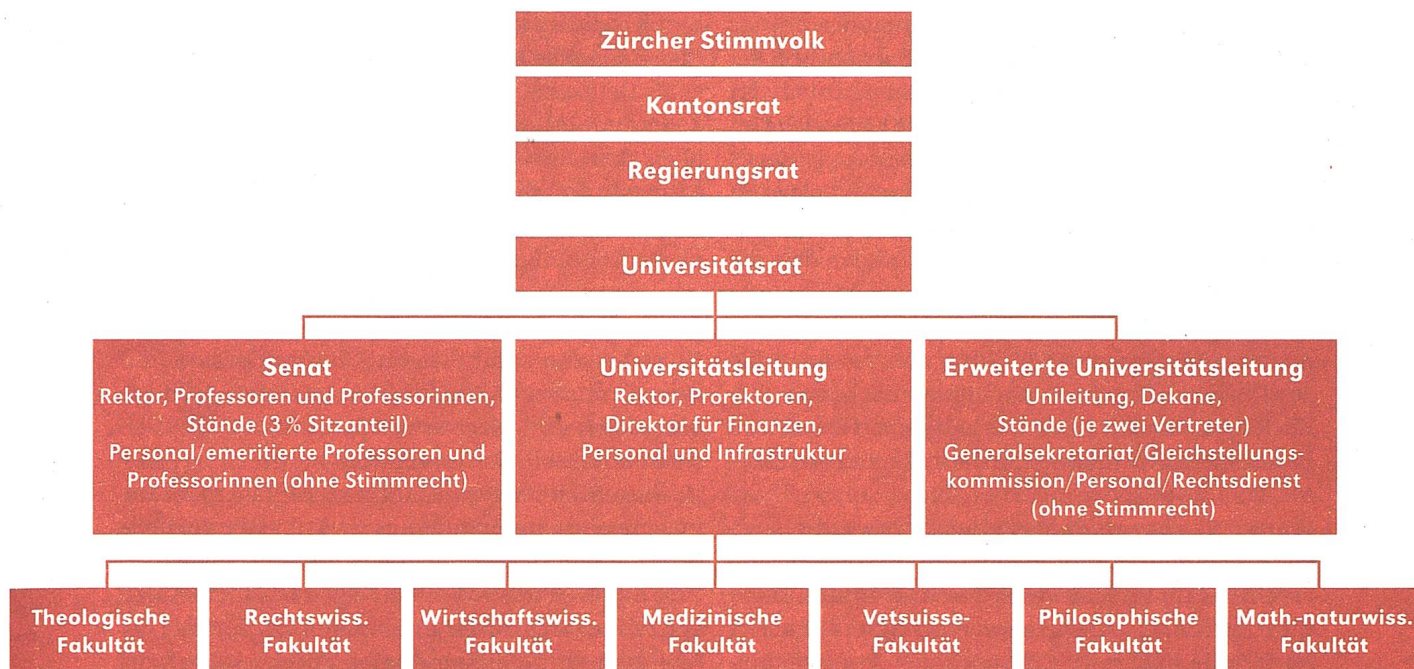 Zürcher Stimmvolk
Kantonsrat
Regierungsrat
Universitätsrat
Senat
Rektor, Professoren und Professorinnen,
Stände (3 % Sitzanteil)
Personal/emeritierte Professoren und
Professorinnen (ohne Stimmrecht)
Universitätsleitung
Rektor, Prorektoren,
Direktor für Finanzen,
Personal und Infrastruktur
Erweiterte Universitätsleitung
Unileitung, Dekane,
Stände (je zwei Vertreter)
Generalsekretariat/Gleichstellungs-
kommission/Personal/Rechtsdienst
(ohne Stimmrecht)
Theologische
Fakultät
Rechtswiss.
Fakultät
Wirtschaftswiss.
Fakultät
Medizinische
Fakultät
Vetsuisse-
Fakultät
Philosophische
Fakultät
Math.-naturwiss.
Fakultät